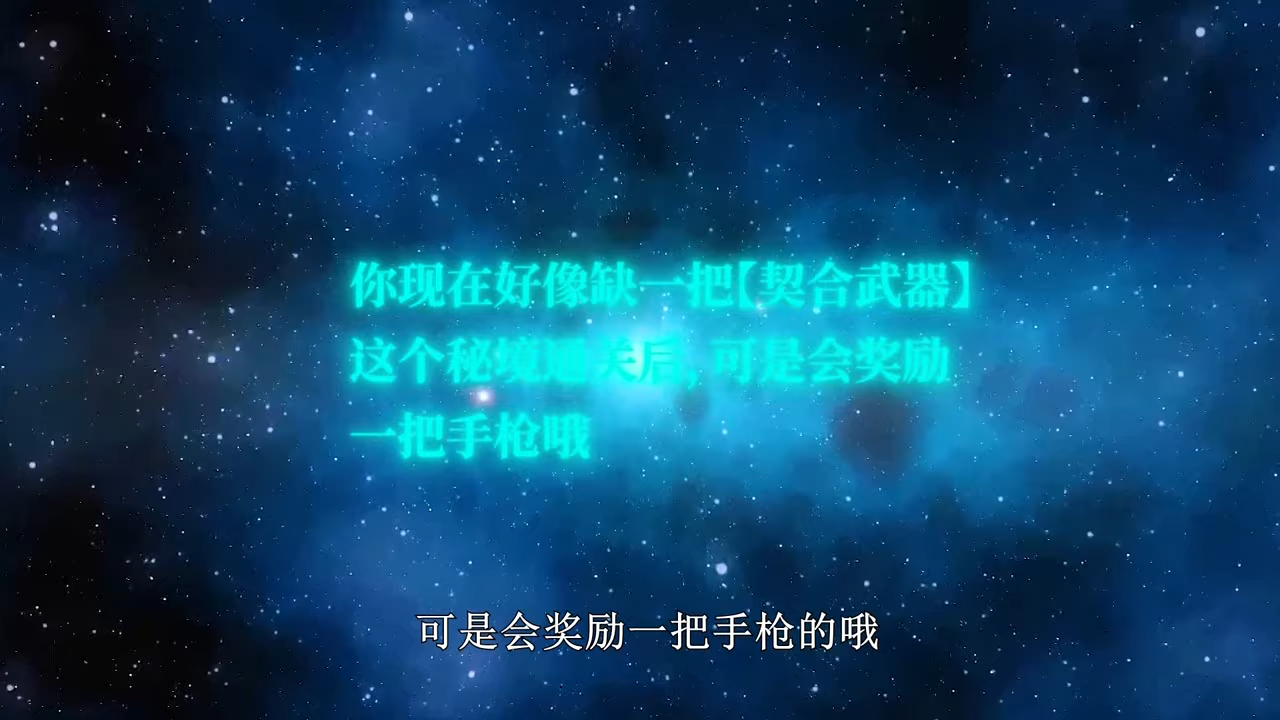 你现在好像缺一把【契合武器】
这个秘境通关后,可是会奖励
一把手枪哦
可是会奖励一把手枪的哦